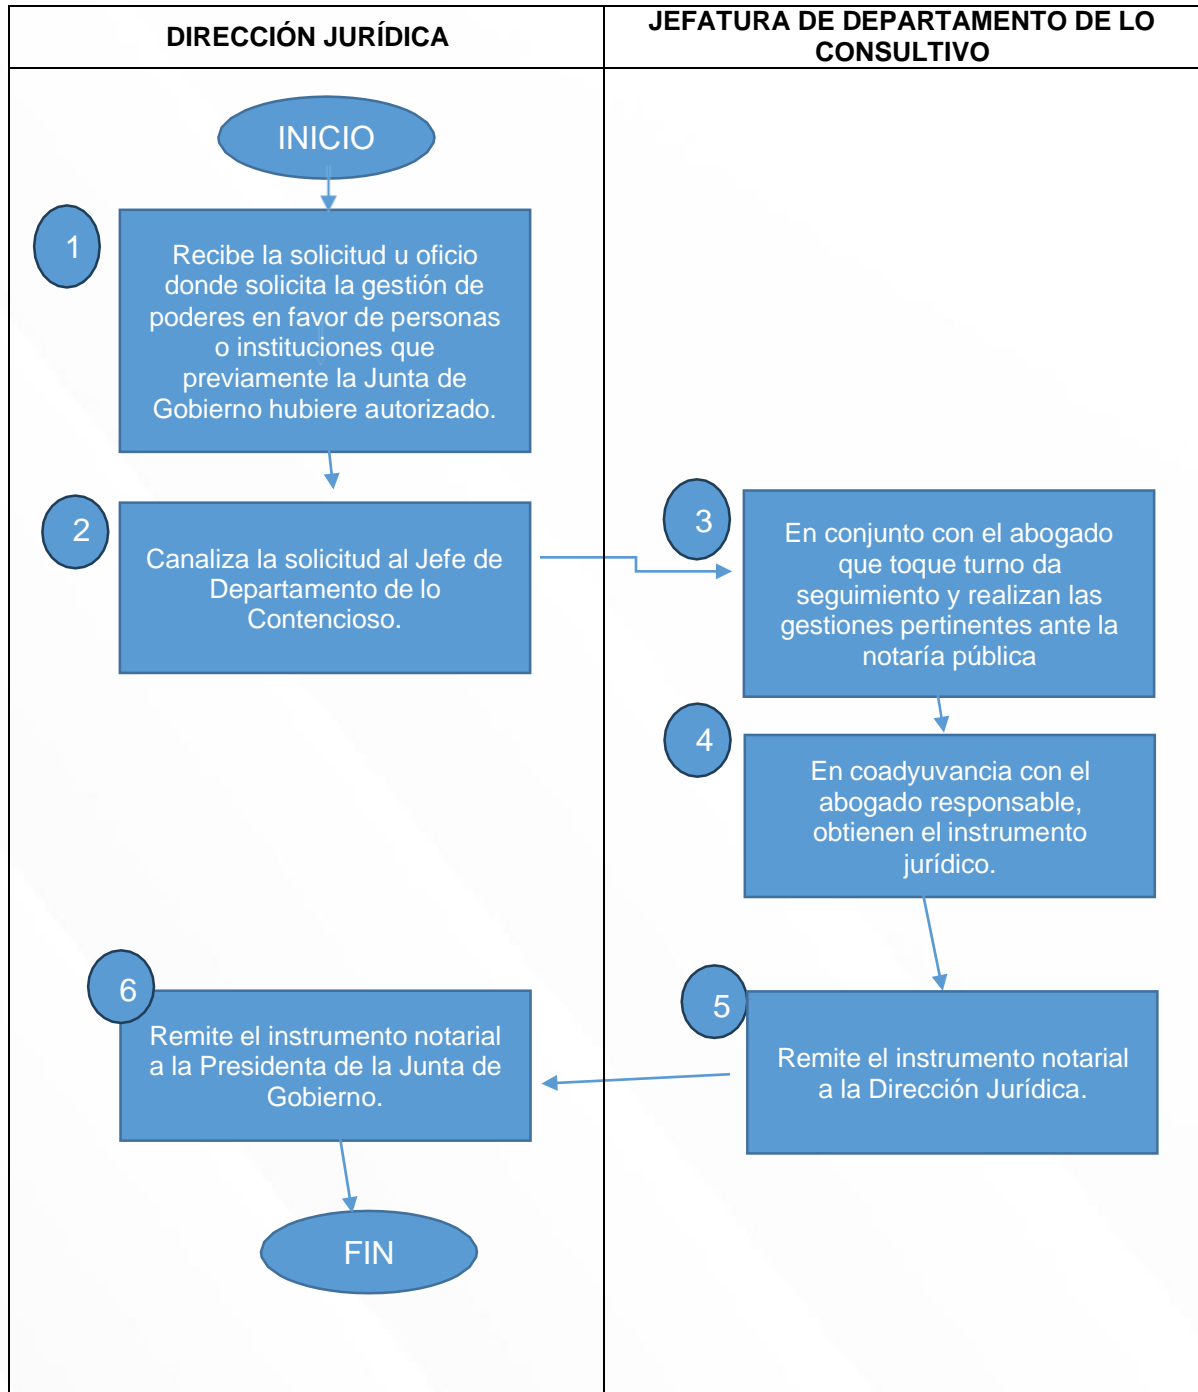 DIRECCIÓN JURÍDICA
JEFATURA DE DEPARTAMENTO DE LO
CONSULTIVO
INICIO
1
Recibe la solicitud u oficio
donde solicita la gestión de
poderes en favor de personas
o instituciones que
previamente la Junta de
Gobierno hubiere autorizado.
2
Canaliza la solicitud al Jefe de
Departamento de lo
Contencioso.
3
En conjunto con el abogado
que toque turno da
seguimiento y realizan las
gestiones pertinentes ante la
notaría pública
4
En coadyuvancia con el
abogado responsable,
obtienen el instrumento
jurídico.
5
Remite el instrumento notarial
a la Dirección Jurídica.
6
Remite el instrumento notarial
a la Presidenta de la Junta de
Gobierno.
FIN